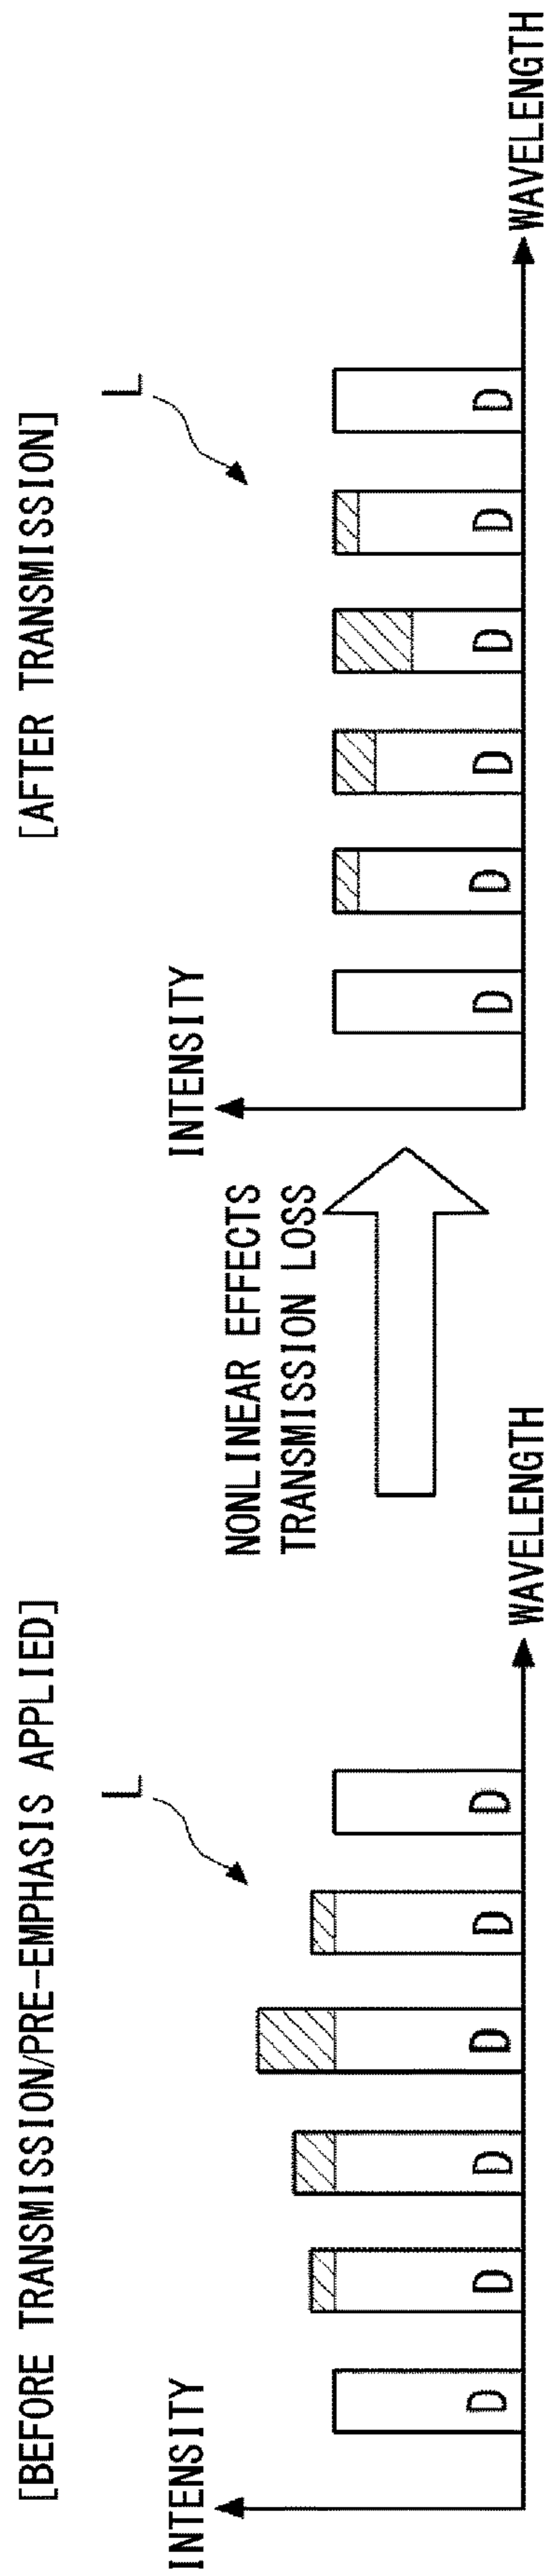 [BEFORE TRANSMISSION/PRE-EMPHASIS APPLIED]
L
INTENSITY
D D D D D D
WAVELENGTH
NONLINEAR EFFECTS
TRANSMISSION LOSS
[AFTER TRANSMISSION]
L
INTENSITY
D D D D D D
WAVELENGTH